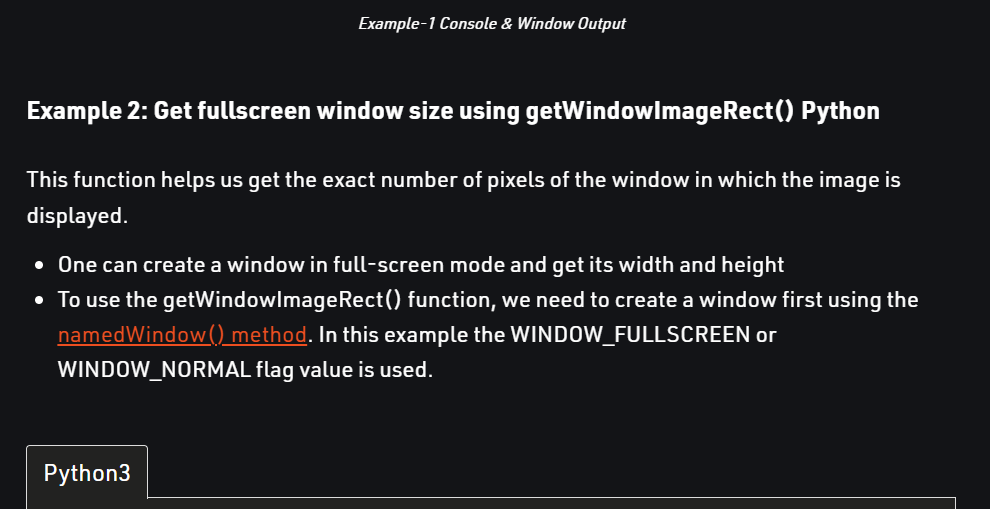 Example-1 Console & Window Output
Example 2: Get fullscreen window size using getWindowImageRect() Python
This function helps us get the exact number of pixels of the window in which the image is
displayed.
• One can create a window in full-screen mode and get its width and height
• To use the getWindowImageRect() function, we need to create a window first using the
namedWindow() method. In this example the WINDOW_FULLSCREEN or
WINDOW_NORMAL flag value is used.
Python3